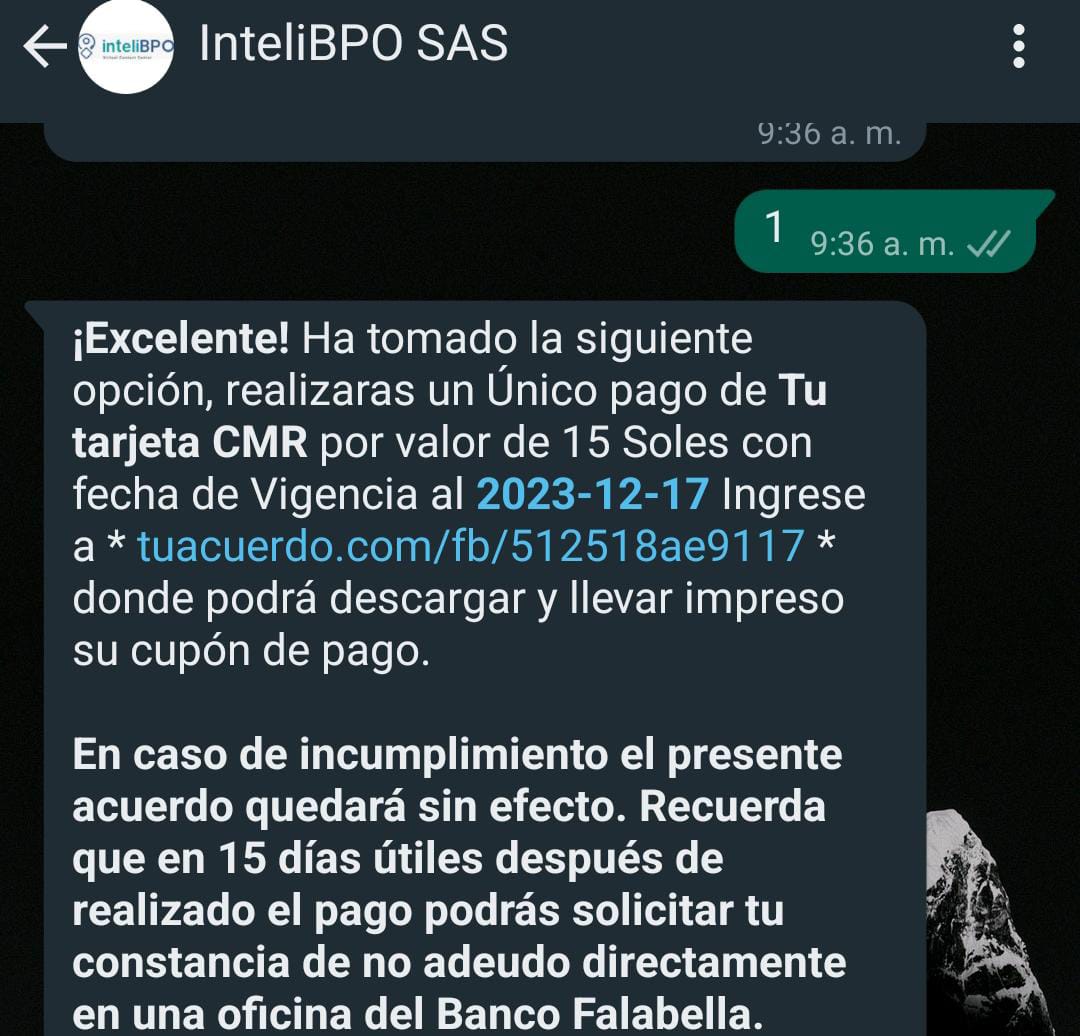 inteliBPO
Virtual Contact Center
InteliBPO SAS
9:36 a. m.
1
9:36 a. m.
¡Excelente! Ha tomado la siguiente
opción, realizaras un Único pago de Tu
tarjeta CMR por valor de 15 Soles con
fecha de Vigencia al 2023-12-17 Ingrese
a * tuacuerdo.com/fb/512518ae9117 *
donde podrá descargar y llevar impreso
su cupón de pago.
En caso de incumplimiento el presente
acuerdo quedará sin efecto. Recuerda
que en 15 días útiles después de
realizado el pago podrás solicitar tu
constancia de no adeudo directamente
en una oficina del Banco Falabella.